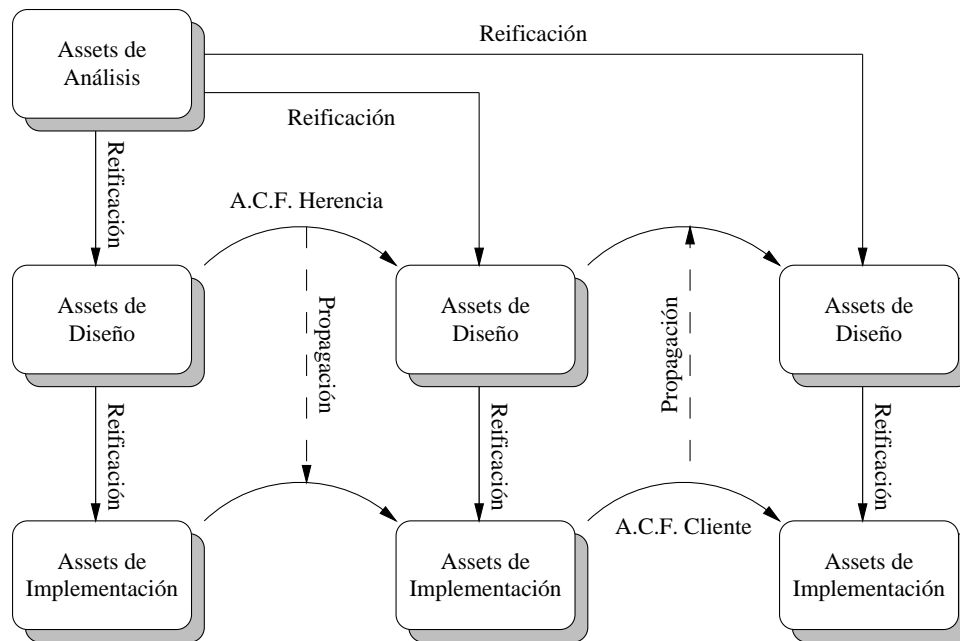 Assets de
Análisis
Reificación
Reificación
Reificación
A.C.F. Herencia
Assets de
Diseño
Propagación
Assets de
Diseño
Propagación
Assets de
Diseño
Reificación
Reificación
Reificación
A.C.F. Cliente
Assets de
Implementación
Assets de
Implementación
Assets de
Implementación